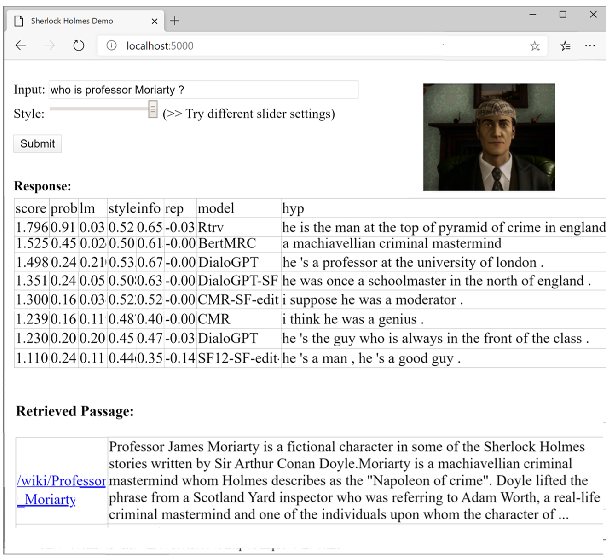 Sherlock Holmes Demo
localhost:5000
Input: who is professor Moriarty ?
Style: (>> Try different slider settings)
Submit
Response:
score prob lm style info rep model hyp
1.796 0.91 0.03 0.52 0.65 -0.03 Rtrv he is the man at the top of pyramid of crime in england
1.525 0.45 0.02 0.50 0.61 -0.00 BertMRC a machiavellian criminal mastermind
1.498 0.24 0.21 0.53 0.67 -0.00 DialoGPT he 's a professor at the university of london .
1.351 0.24 0.05 0.50 0.63 -0.00 DialoGPT-SF he was once a schoolmaster in the north of england .
1.300 0.16 0.03 0.52 0.52 -0.00 CMR-SF-edit i suppose he was a moderator .
1.239 0.16 0.11 0.48 0.40 -0.00 CMR i think he was a genius .
1.230 0.20 0.20 0.45 0.47 -0.03 DialoGPT he 's the guy who is always in the front of the class .
1.110 0.24 0.11 0.44 0.35 -0.14 SF12-SF-edit- he 's a man , he 's a good guy .
Retrieved Passage:
/wiki/Professor
_Moriarty
Professor James Moriarty is a fictional character in some of the Sherlock Holmes
stories written by Sir Arthur Conan Doyle.Moriarty is a machiavellian criminal
mastermind whom Holmes describes as the "Napoleon of crime". Doyle lifted the
phrase from a Scotland Yard inspector who was referring to Adam Worth, a real-life
criminal mastermind and one of the individuals upon whom the character of ...